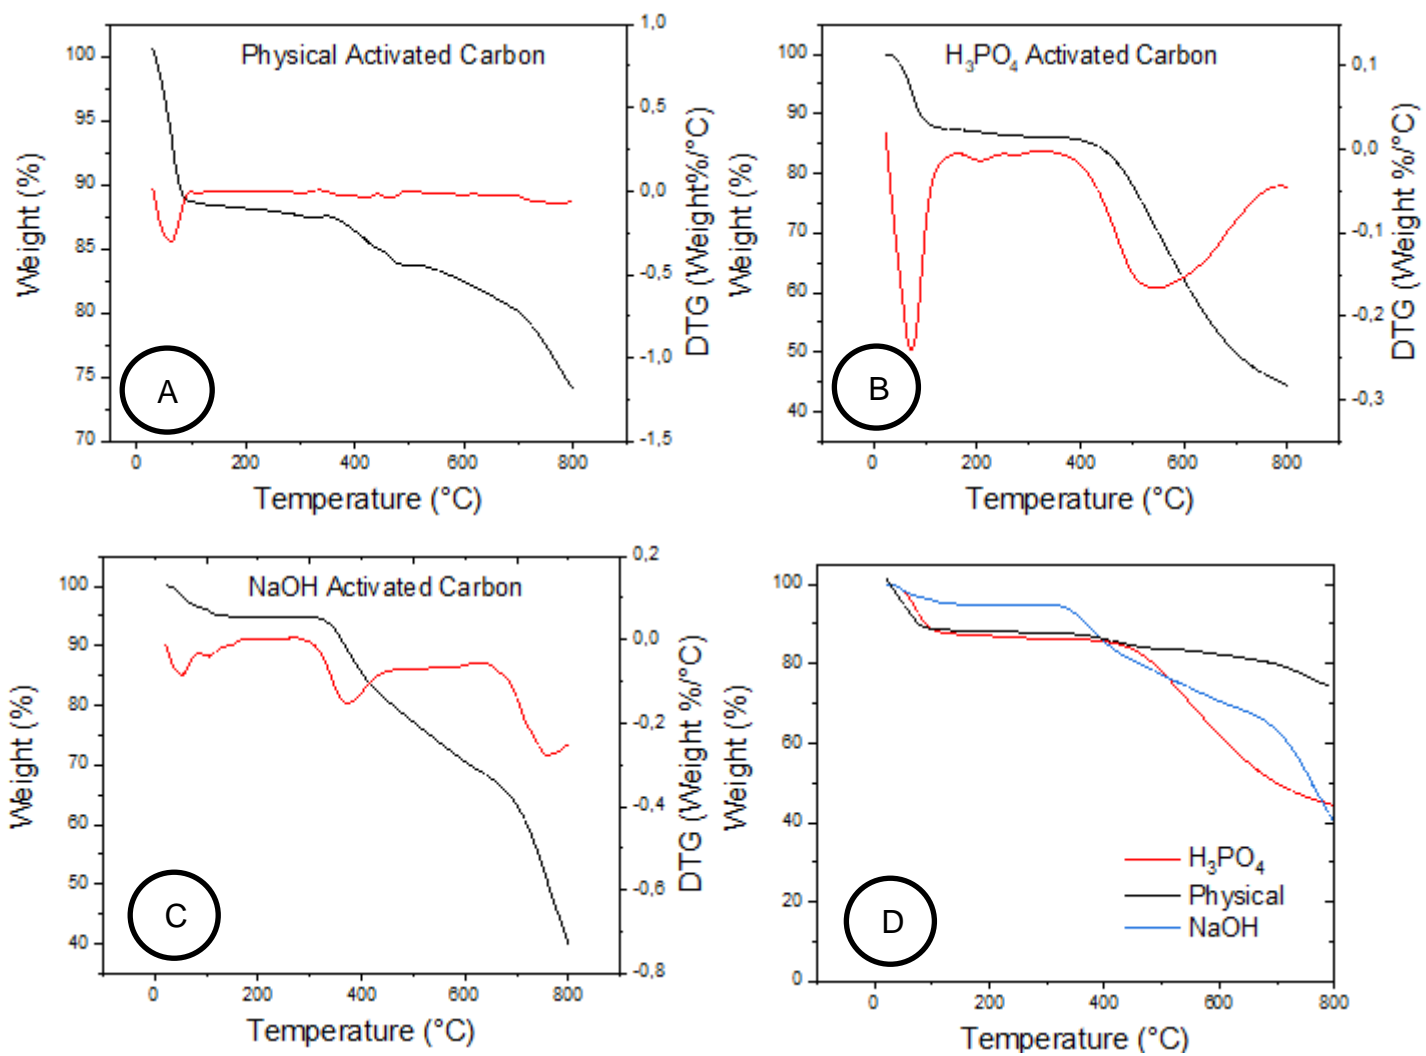 Physical Activated Carbon
Weight (%)
100
95
90
85
80
75
70
0 200 400 600 800
Temperature (°C)
1,0
0,5
0,0
-0,5
-1,0
-1,5
DTG (Weight%/°C)
A
H₃PO₄ Activated Carbon
Weight (%)
100
90
80
70
60
50
40
0 200 400 600 800
Temperature (°C)
0,1
0,0
-0,1
-0,2
-0,3
DTG (Weight %/°C)
B
NaOH Activated Carbon
Weight (%)
100
90
80
70
60
50
40
0 200 400 600 800
Temperature (°C)
0,2
0,0
-0,2
-0,4
-0,6
-0,8
DTG (Weight %/°C)
C
Weight (%)
100
80
60
40
20
0
0 200 400 600 800
Temperature (°C)
H₃PO₄
Physical
NaOH
D